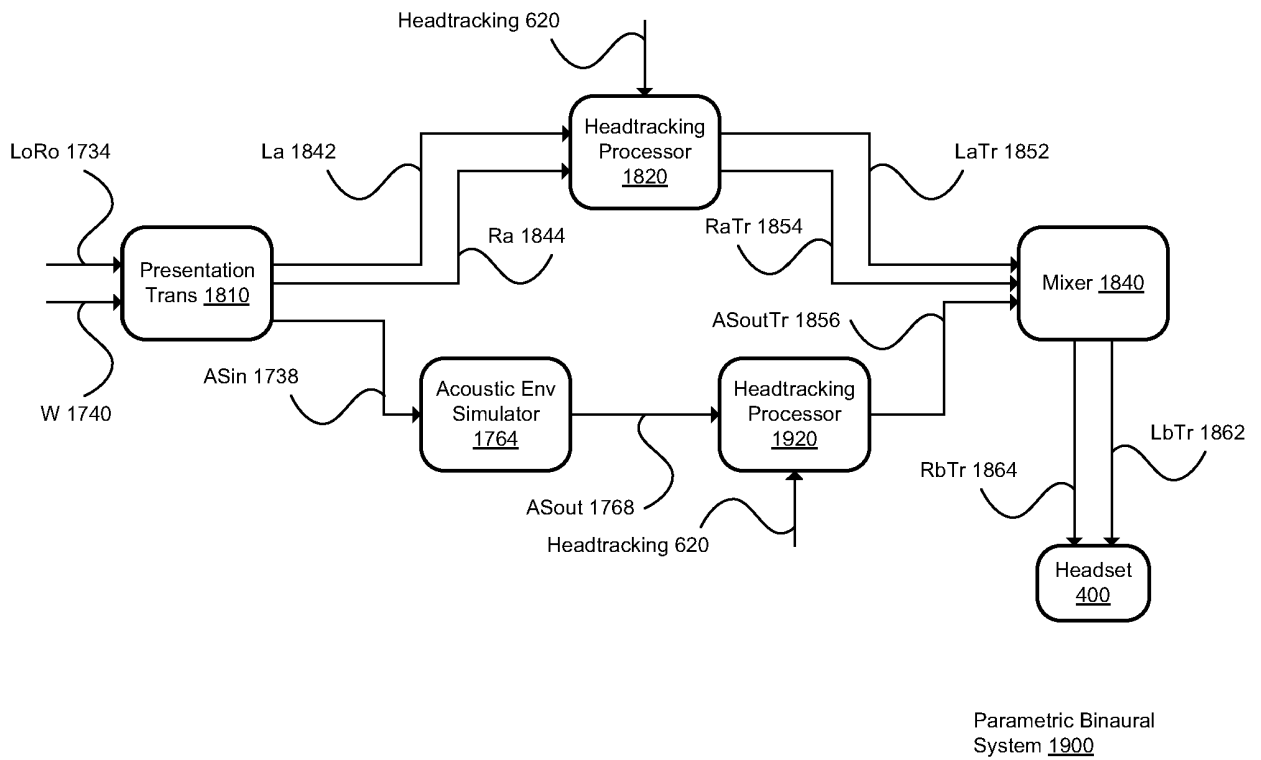 Headtracking 620
Headtracking
Processor
1820
LoRo 1734
La 1842
LaTr 1852
Ra 1844
RaTr 1854
Presentation
Trans 1810
Mixer 1840
ASoutTr 1856
ASin 1738
W 1740
Acoustic Env
Simulator
1764
Headtracking
Processor
1920
LbTr 1862
RbTr 1864
ASout 1768
Headtracking 620
Headset
400
Parametric Binaural
System 1900